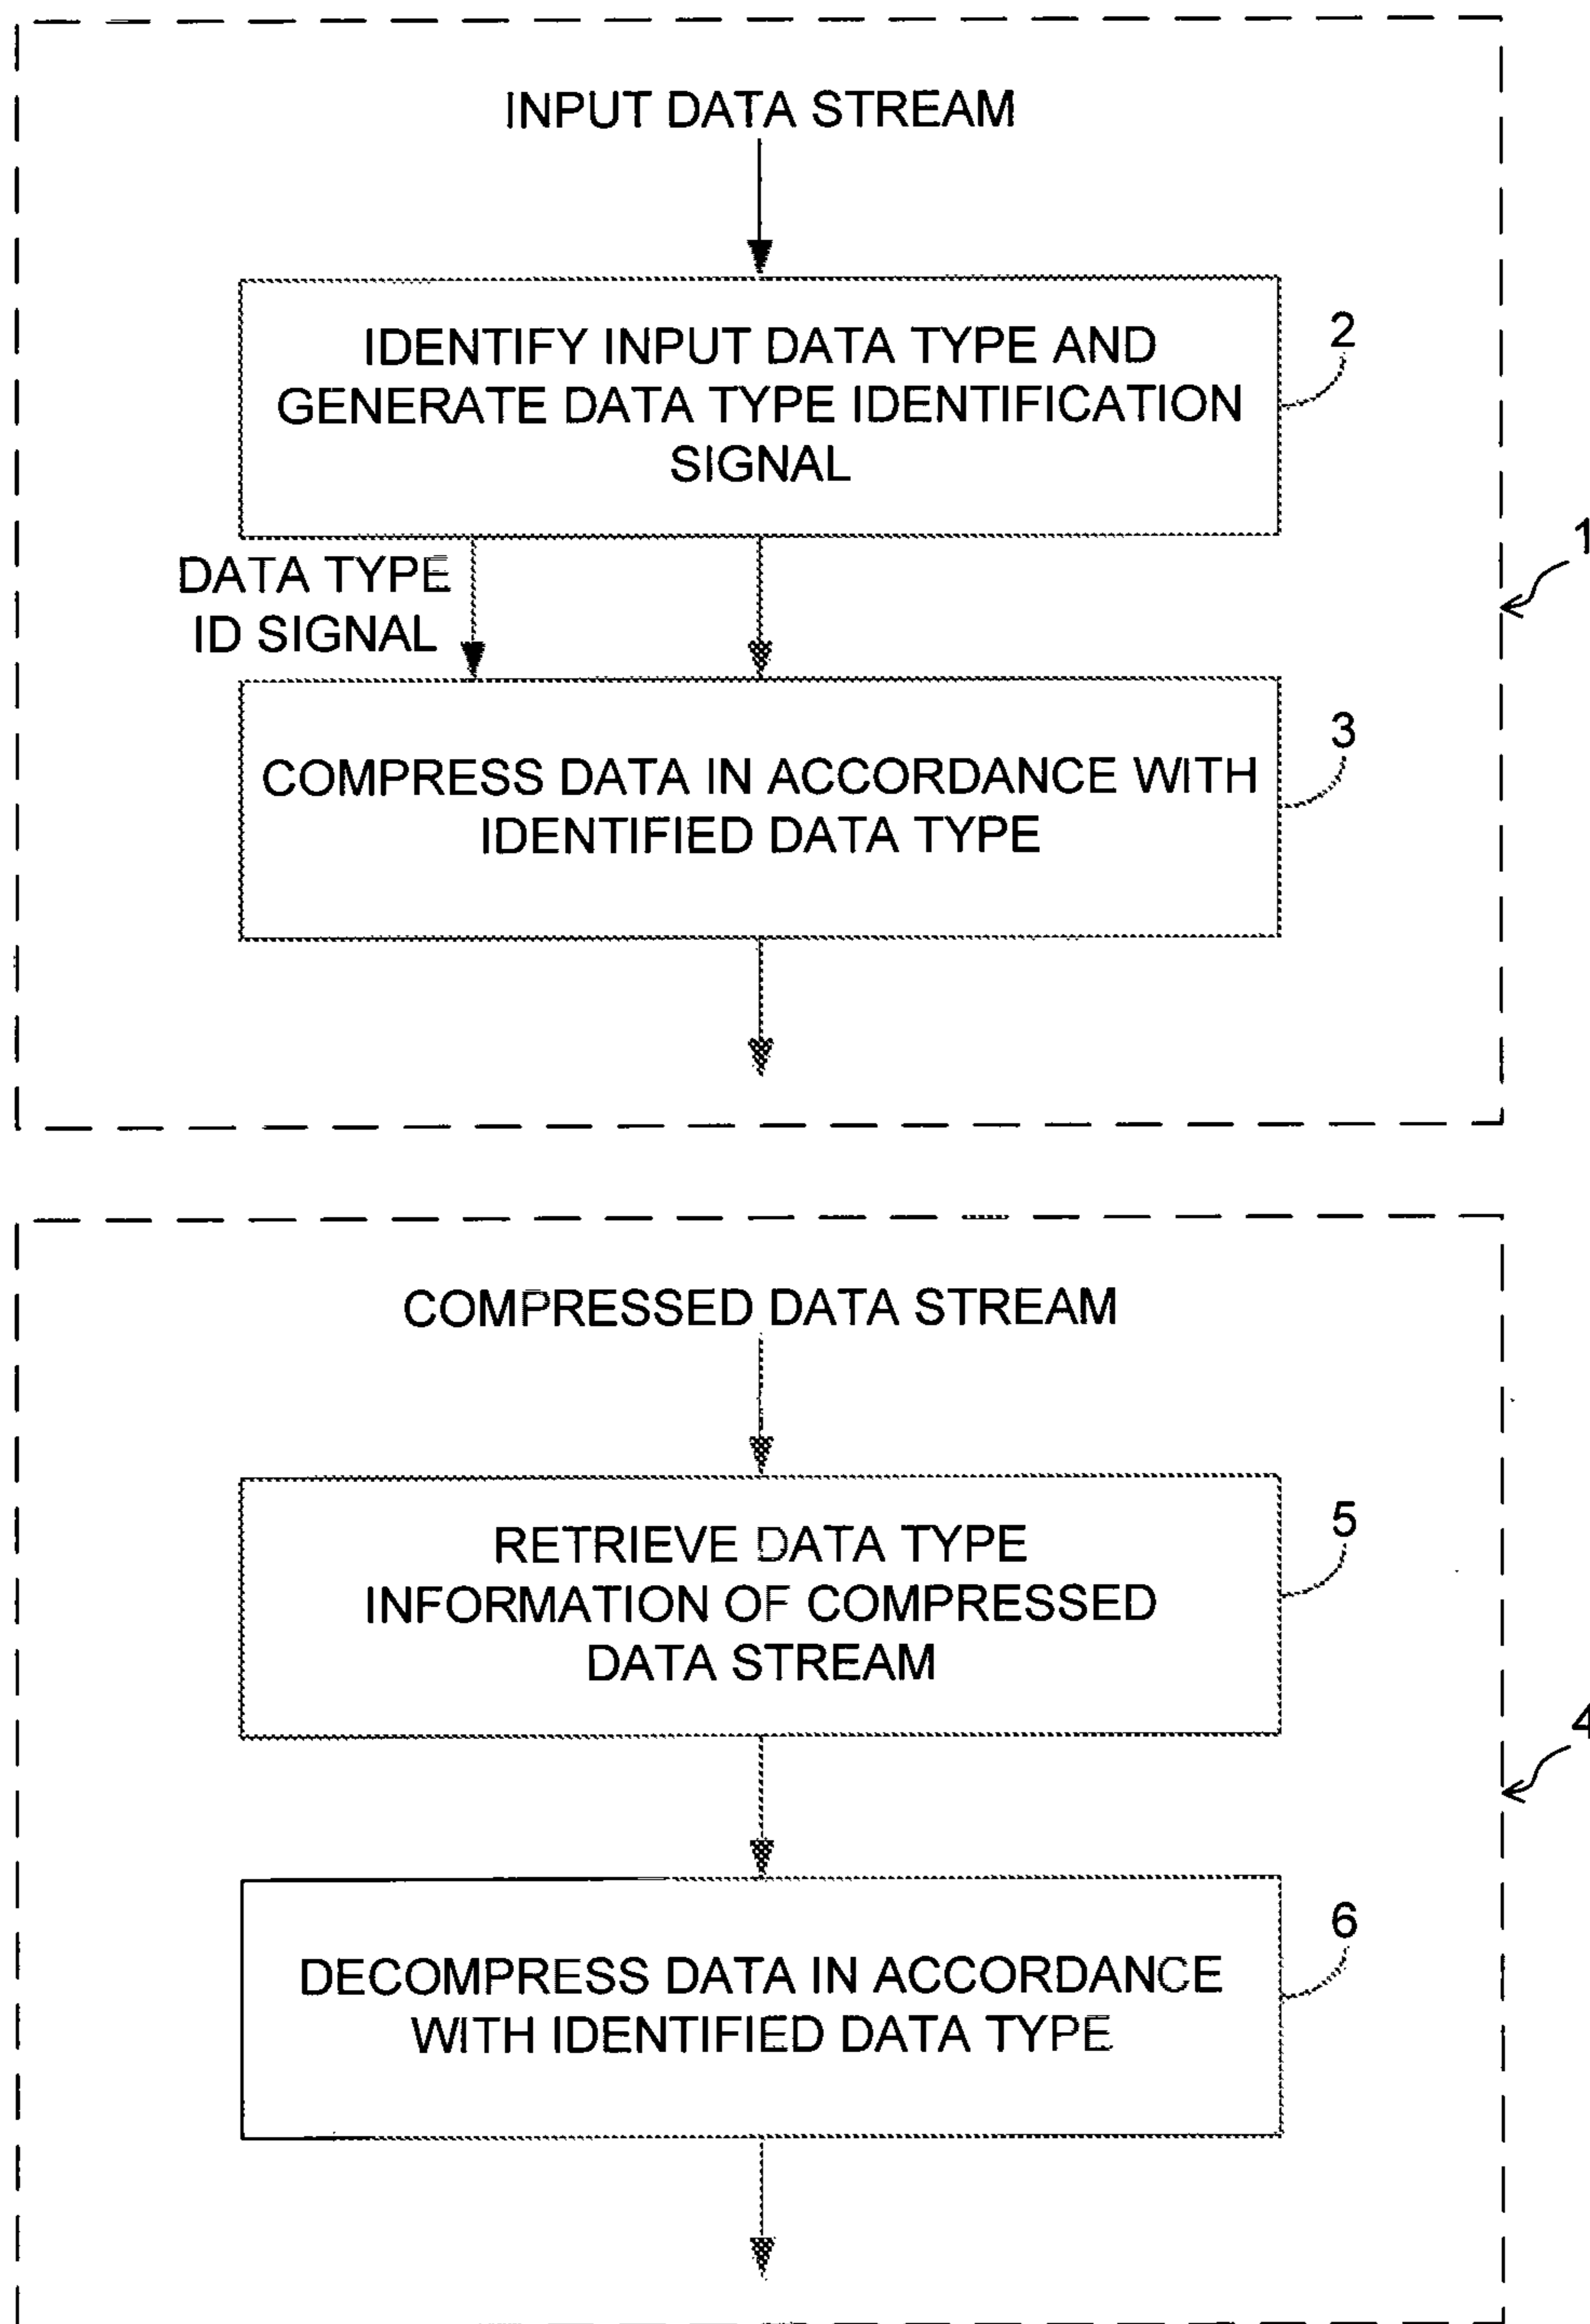 INPUT DATA STREAM
IDENTIFY INPUT DATA TYPE AND
GENERATE DATA TYPE IDENTIFICATION
SIGNAL
2
1
DATA TYPE
ID SIGNAL
COMPRESS DATA IN ACCORDANCE WITH
IDENTIFIED DATA TYPE
3
COMPRESSED DATA STREAM
RETRIEVE DATA TYPE
INFORMATION OF COMPRESSED
DATA STREAM
5
4
DECOMPRESS DATA IN ACCORDANCE
WITH IDENTIFIED DATA TYPE
6